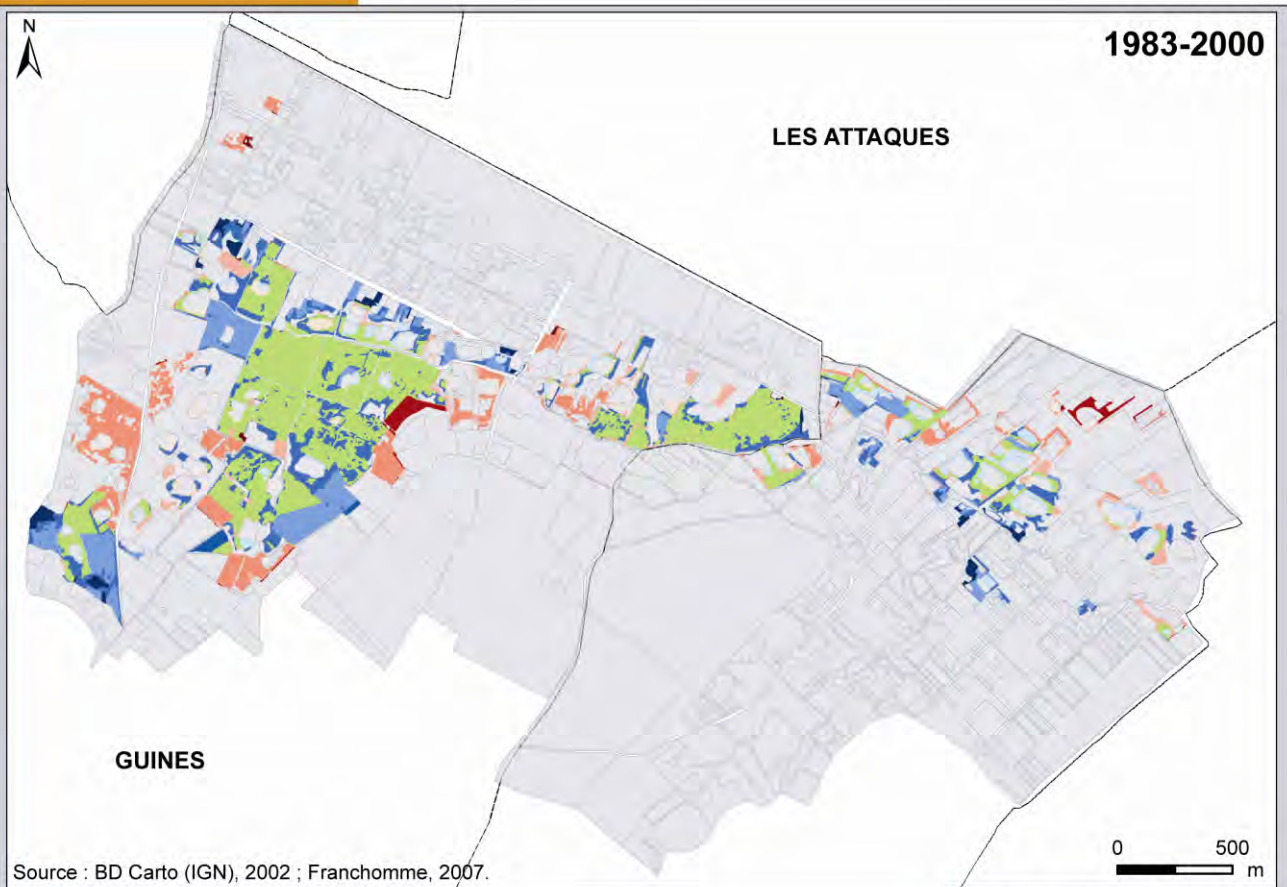 N
1983-2000
LES ATTAQUES
GUINES
0 500
m
Source : BD Carto (IGN), 2002 ; Franchomme, 2007.